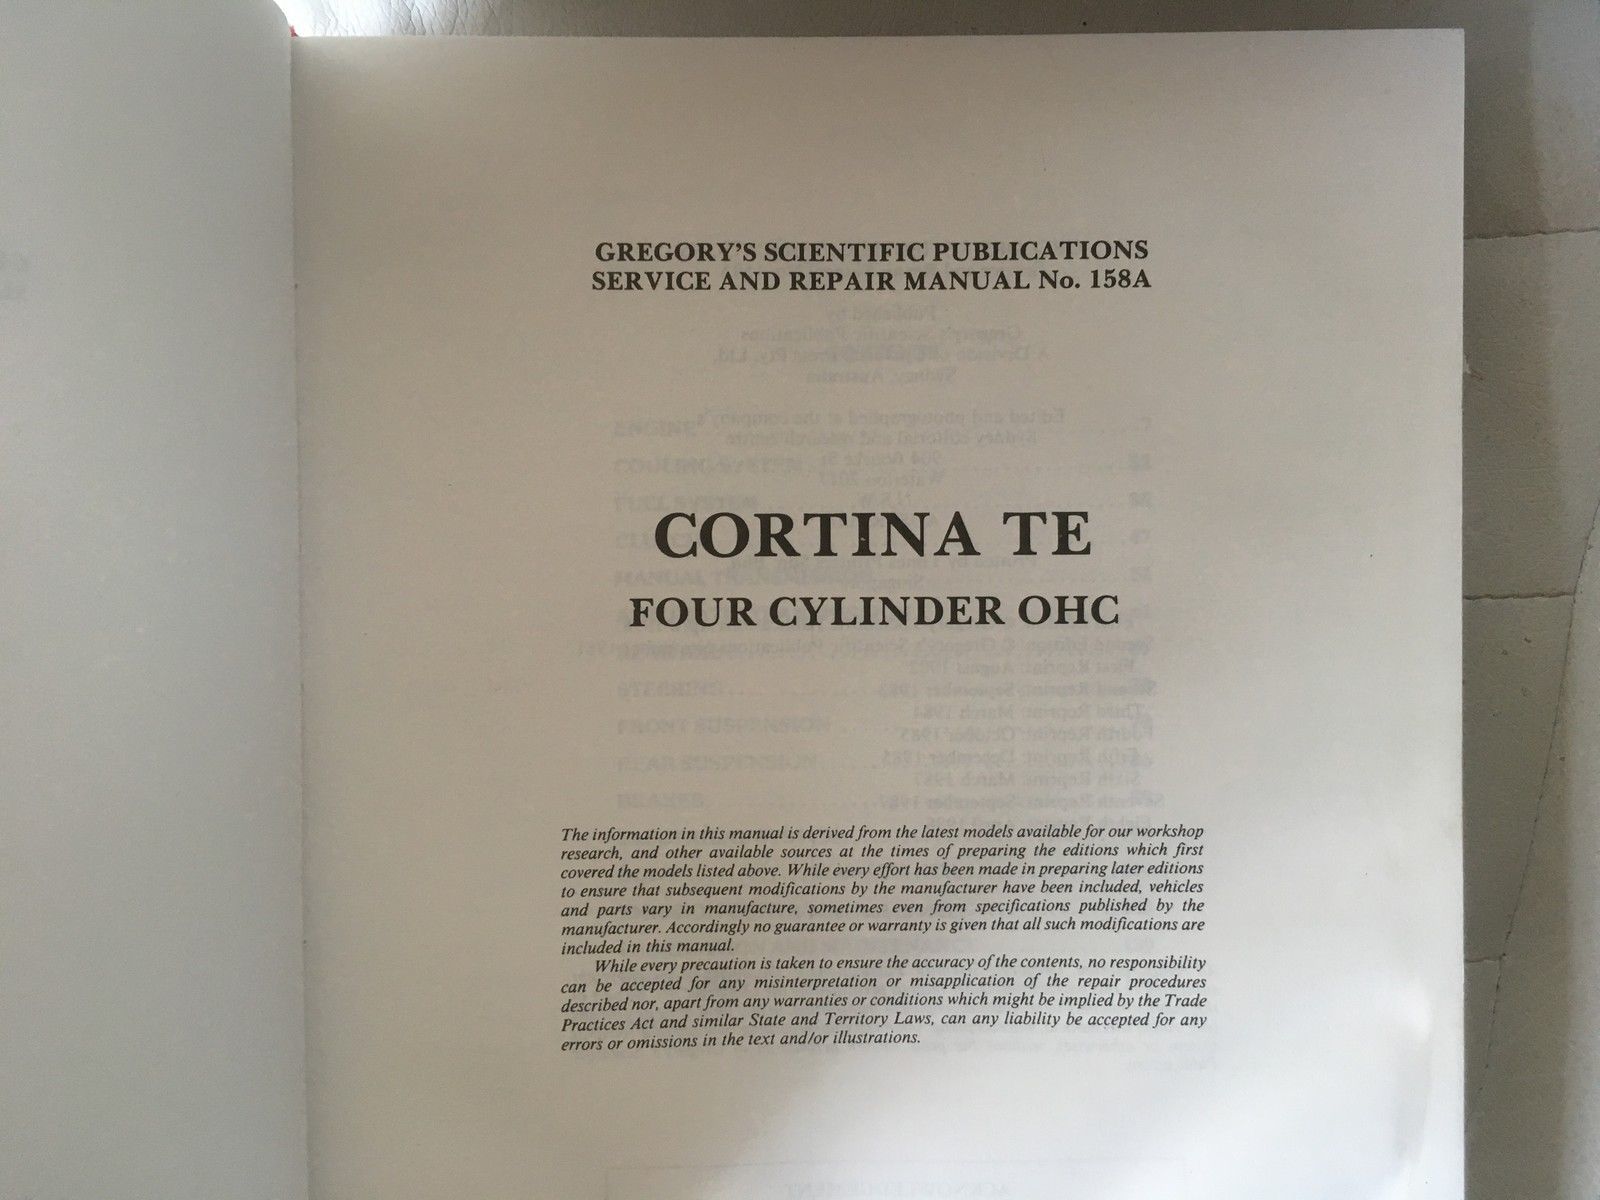 GREGORY'S SCIENTIFIC PUBLICATIONS
SERVICE AND REPAIR MANUAL No. 158A
CORTINA TE
FOUR CYLINDER OHC
The information in this manual is derived from the latest models available for our workshop
research, and other available sources at the times of preparing the editions which first
covered the models listed above. While every effort has been made in preparing later editions
to ensure that subsequent modifications by the manufacturer have been included, vehicles
and parts vary in manufacture, sometimes even from specifications published by the
manufacturer. Accordingly no guarantee or warranty is given that all such modifications are
included in this manual.
While every precaution is taken to ensure the accuracy of the contents, no responsibility
can be accepted for any misinterpretation or misapplication of the repair procedures
described nor, apart from any warranties or conditions which might be implied by the Trade
Practices Act and similar State and Territory Laws, can any liability be accepted for any
errors or omissions in the text and/or illustrations.